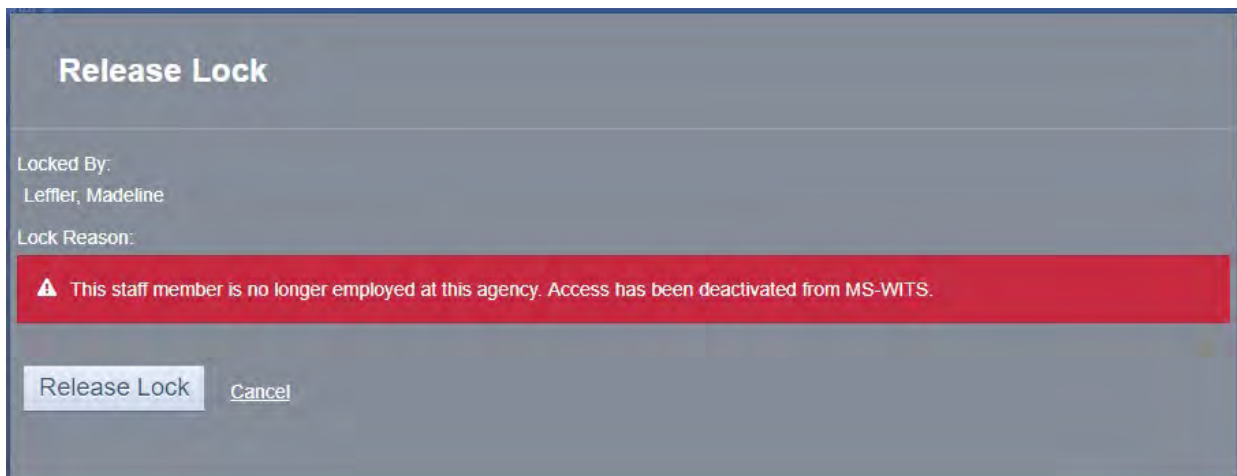 Release Lock
Locked By:
Leffler, Madeline
Lock Reason:
This staff member is no longer employed at this agency. Access has been deactivated from MS-WITS.
Release Lock Cancel